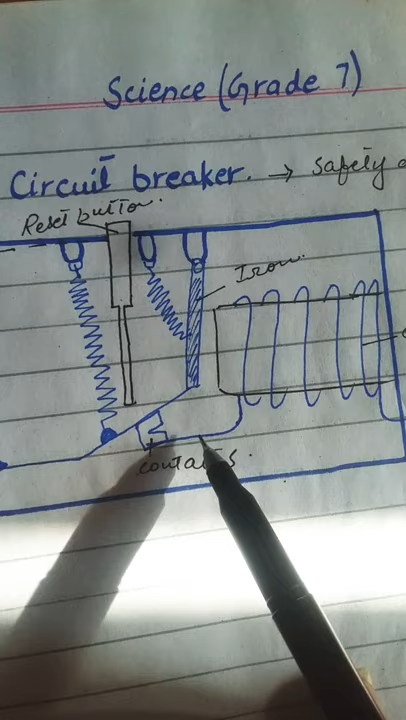 Science (Grade 7)
Circuit breaker. → safety
Reset button.
Iron.
contacts.